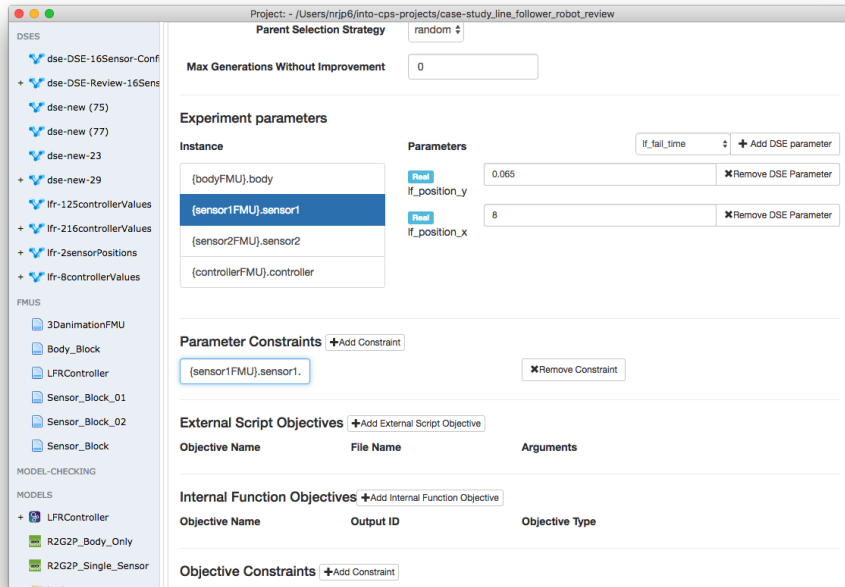 Project: - /Users/nrjp6/into-cps-projects/case-study_line_follower_robot_review
DSES
dse-DSE-16Sensor-Confi
+ dse-DSE-Review-16Sens
dse-new (75)
dse-new (77)
dse-new-23
+ dse-new-29
lfr-125controllerValues
+ lfr-216controllerValues
+ lfr-2sensorPositions
+ lfr-8controllerValues
FMUS
3DanimationFMU
Body_Block
LFRController
Sensor_Block_01
Sensor_Block_02
Sensor_Block
MODEL-CHECKING
MODELS
+ LFRController
R2G2P_Body_Only
R2G2P_Single_Sensor
Parent Selection Strategy
random
Max Generations Without Improvement
0
Experiment parameters
Instance
{bodyFMU}.body
{sensor1FMU}.sensor1
{sensor2FMU}.sensor2
{controllerFMU}.controller
Parameters
lf_fail_time
+ Add DSE parameter
Real
lf_position_y
0.065
✖Remove DSE Parameter
Real
lf_position_x
8
✖Remove DSE Parameter
Parameter Constraints
+Add Constraint
{sensor1FMU}.sensor1.
✖Remove Constraint
External Script Objectives
+Add External Script Objective
Objective Name File Name Arguments
Internal Function Objectives
+Add Internal Function Objective
Objective Name Output ID Objective Type
Objective Constraints
+Add Constraint